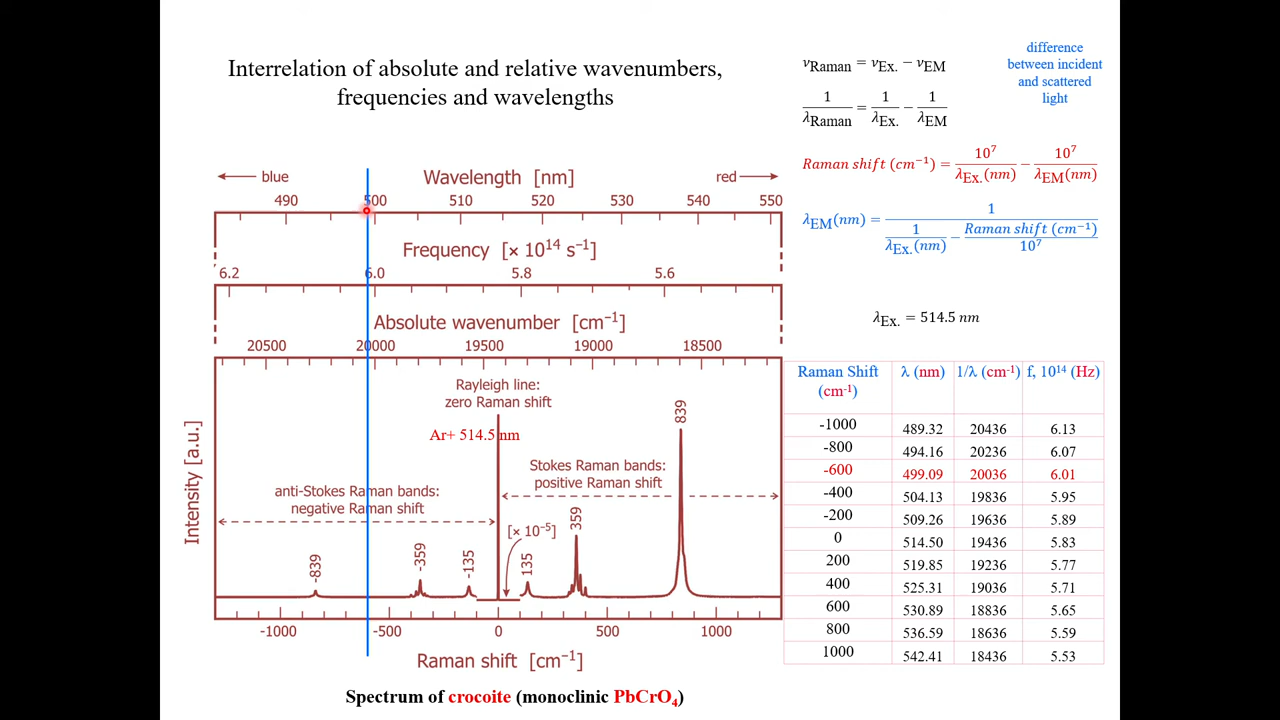 Interrelation of absolute and relative wavenumbers,
frequencies and wavelengths
νRaman = νEx. − νEM
1/λRaman = 1/λEx. − 1/λEM
difference
between incident
and scattered
light
Raman shift (cm⁻¹) = 10⁷/λEx.(nm) − 10⁷/λEM(nm)
λEM(nm) = 1/(1/λEx.(nm) − Raman shift (cm⁻¹)/10⁷)
λEx. = 514.5 nm
blue Wavelength [nm] red
490 500 510 520 530 540 550
Frequency [× 10¹⁴ s⁻¹]
6.2 6.0 5.8 5.6
Absolute wavenumber [cm⁻¹]
20500 20000 19500 19000 18500
Rayleigh line:
zero Raman shift
Ar+ 514.5 nm
Stokes Raman bands:
positive Raman shift
anti-Stokes Raman bands:
negative Raman shift
[× 10⁻⁵]
-839 -359 -135 135 359 839
Intensity [a.u.]
-1000 -500 0 500 1000
Raman shift [cm⁻¹]
Spectrum of crocoite (monoclinic PbCrO₄)
Raman Shift (cm⁻¹) λ (nm) 1/λ (cm⁻¹) f, 10¹⁴ (Hz)
-1000 489.32 20436 6.13
-800 494.16 20236 6.07
-600 499.09 20036 6.01
-400 504.13 19836 5.95
-200 509.26 19636 5.89
0 514.50 19436 5.83
200 519.85 19236 5.77
400 525.31 19036 5.71
600 530.89 18836 5.65
800 536.59 18636 5.59
1000 542.41 18436 5.53